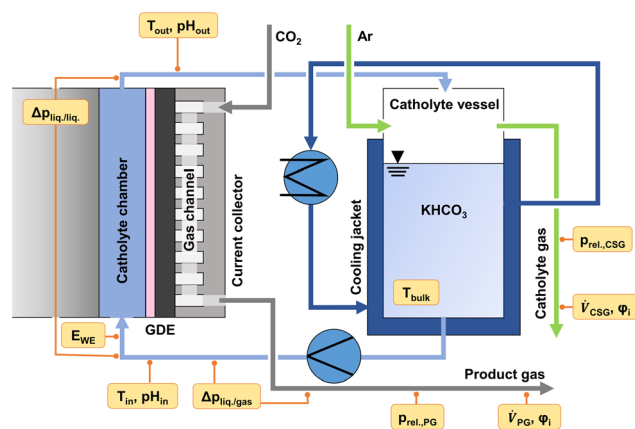 T_out, pH_out
CO₂
Ar
Δp_liq./liq.
Catholyte vessel
Catholyte chamber
Gas channel
Current collector
Cooling jacket
KHCO₃
Catholyte gas
p_rel.,CSG
T_bulk
V̇_CSG, φ_i
GDE
E_WE
Product gas
T_in, pH_in
Δp_liq./gas
p_rel.,PG
V̇_PG, φ_i